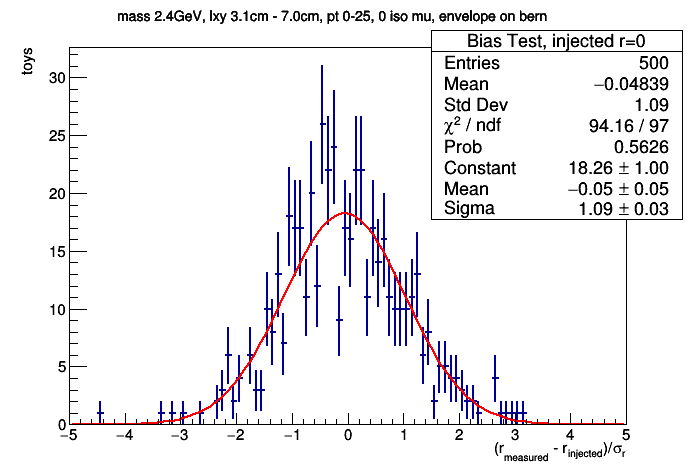 mass 2.4GeV, lxy 3.1cm - 7.0cm, pt 0-25, 0 iso mu, envelope on bern
Bias Test, injected r=0
Entries 500
Mean −0.04839
Std Dev 1.09
χ² / ndf 94.16 / 97
Prob 0.5626
Constant 18.26 ± 1.00
Mean −0.05 ± 0.05
Sigma 1.09 ± 0.03
toys
30
25
20
15
10
5
0
−5 −4 −3 −2 −1 0 1 2 3 4 5
(r_measured - r_injected)/σ_r